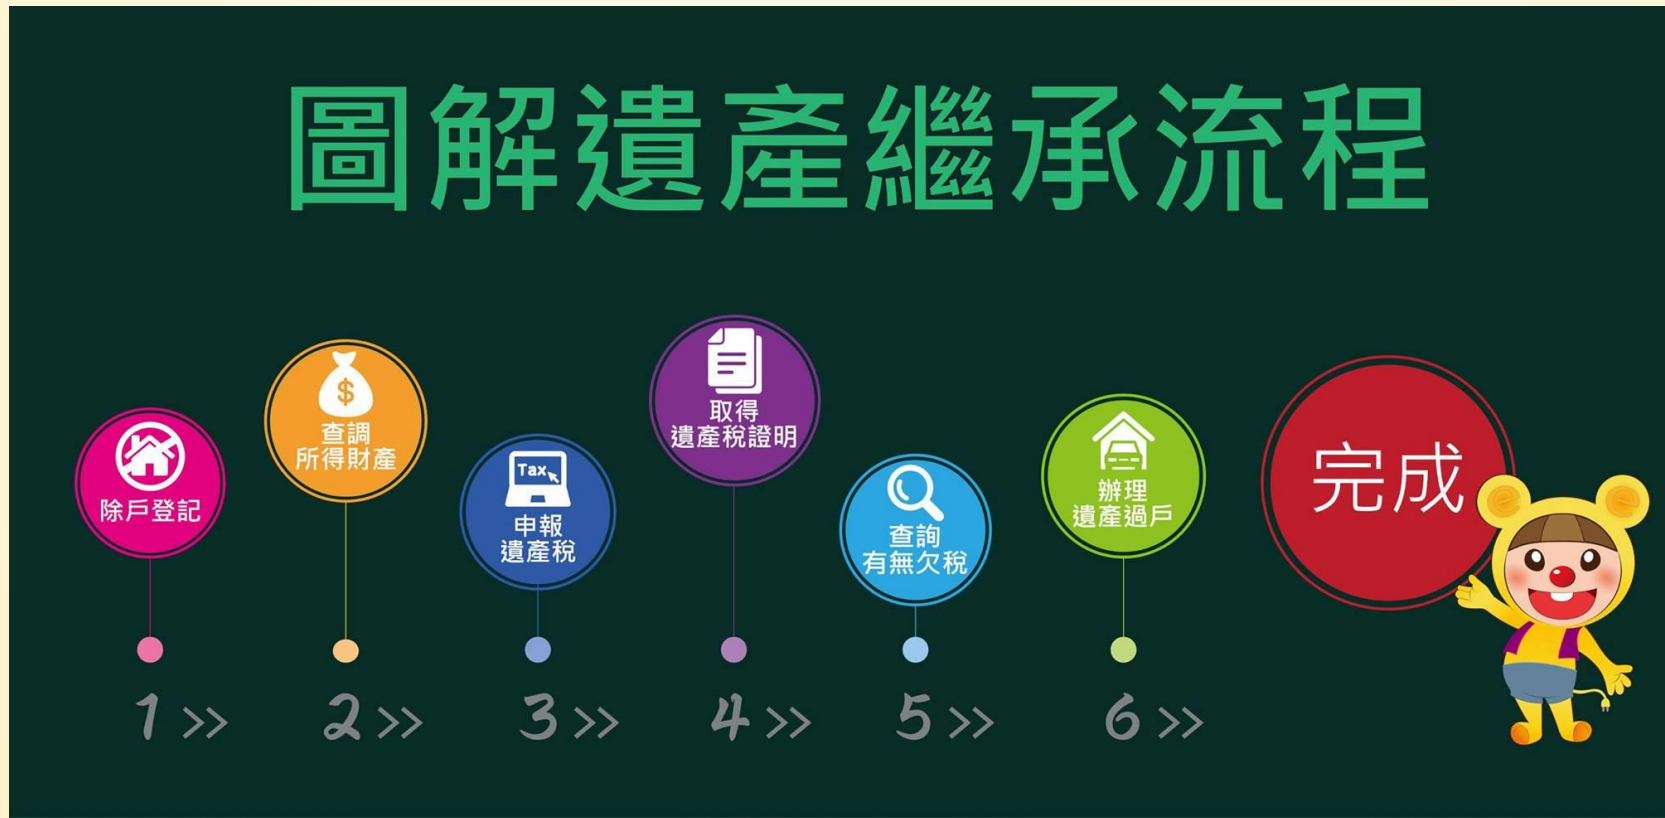 圖解遺產繼承流程
除戶登記
查調
所得財產
Tax
申報
遺產稅
取得
遺產稅證明
查詢
有無欠稅
辦理
遺產過戶
完成
1 >>
2 >>
3 >>
4 >>
5 >>
6 >>